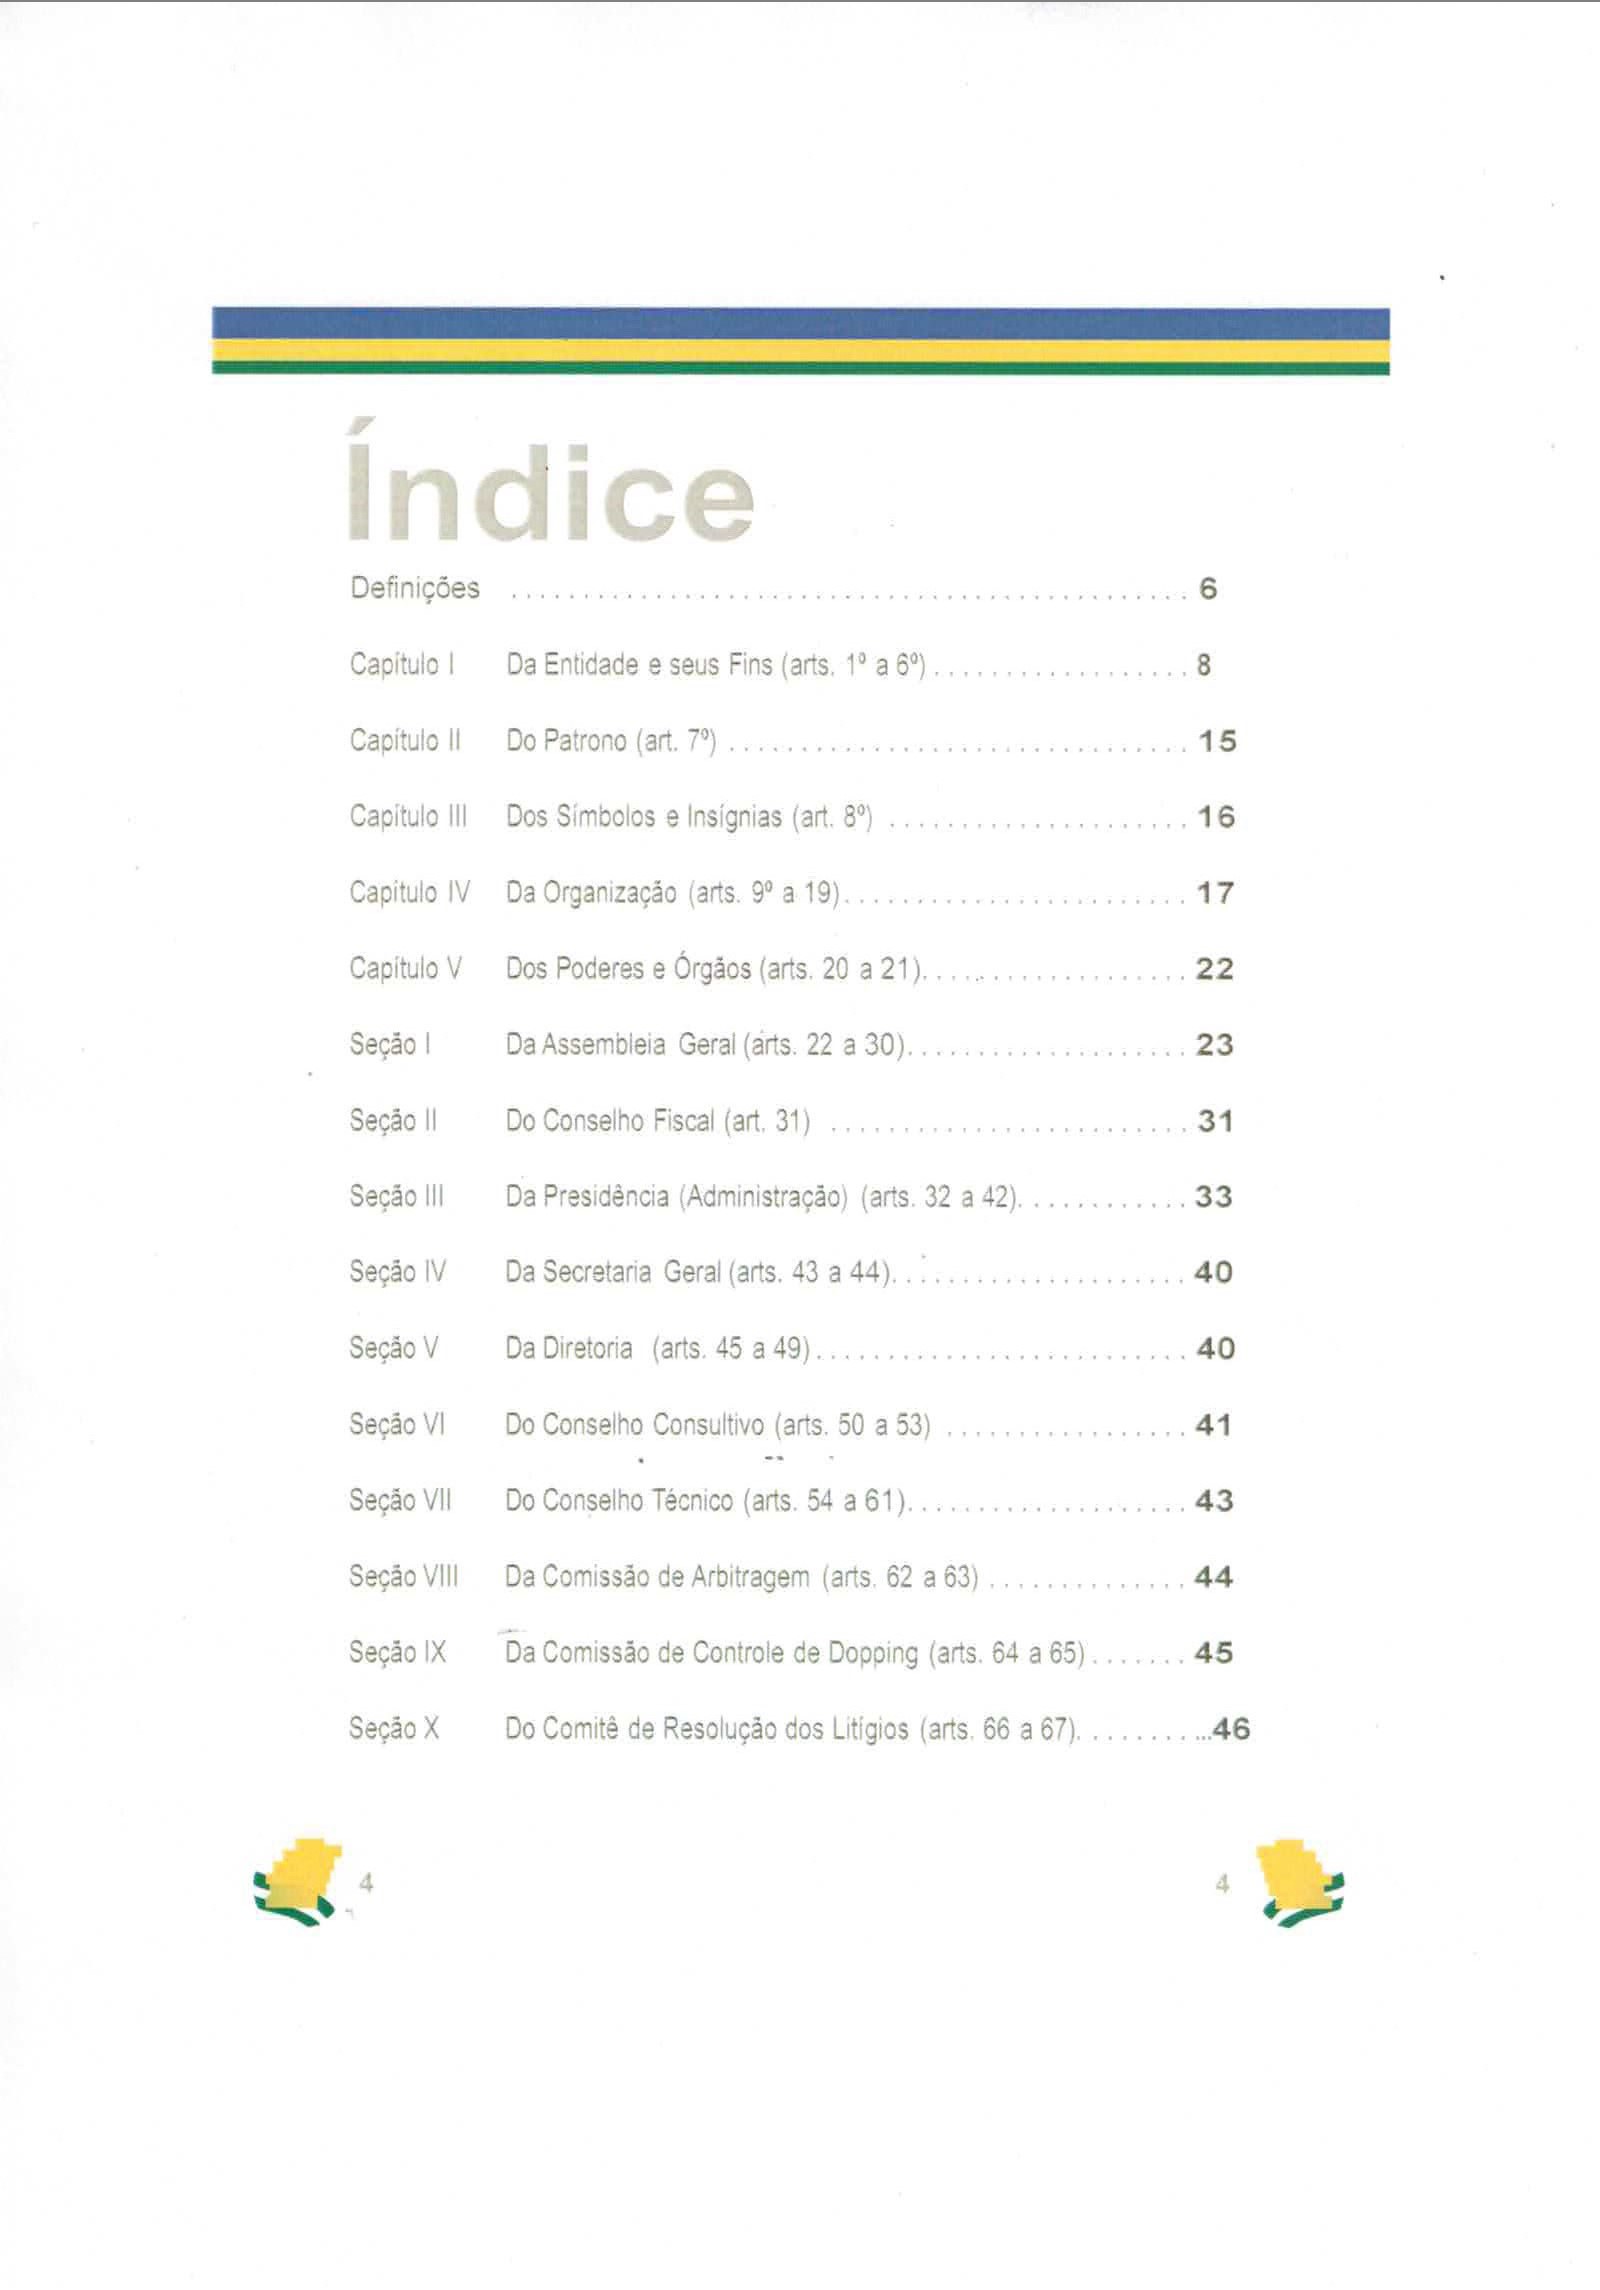 Índice
Definições ............................................... 6
Capítulo I Da Entidade e seus Fins (arts. 1º a 6º) .................. 8
Capítulo II Do Patrono (art. 7º) ................................ 15
Capítulo III Dos Símbolos e Insígnias (art. 8º) ..................... 16
Capítulo IV Da Organização (arts. 9º a 19)........................ 17
Capítulo V Dos Poderes e Órgãos (arts. 20 a 21)................... 22
Seção I Da Assembleia Geral (arts. 22 a 30).................... 23
Seção II Do Conselho Fiscal (art. 31) ......................... 31
Seção III Da Presidência (Administração) (arts. 32 a 42)............ 33
Seção IV Da Secretaria Geral (arts. 43 a 44)..................... 40
Seção V Da Diretoria (arts. 45 a 49).......................... 40
Seção VI Do Conselho Consultivo (arts. 50 a 53) ................. 41
Seção VII Do Conselho Técnico (arts. 54 a 61).................... 43
Seção VIII Da Comissão de Arbitragem (arts. 62 a 63) .............. 44
Seção IX Da Comissão de Controle de Dopping (arts. 64 a 65)....... 45
Seção X Do Comitê de Resolução dos Litígios (arts. 66 a 67)...........46
4 4